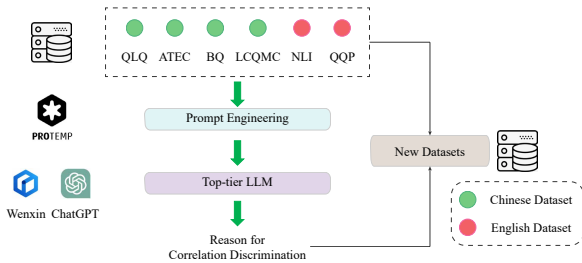 QLQ ATEC BQ LCQMC NLI QQP
Prompt Engineering
PROTEMP
New Datasets
Top-tier LLM
Wenxin ChatGPT
Chinese Dataset
English Dataset
Reason for
Correlation Discrimination